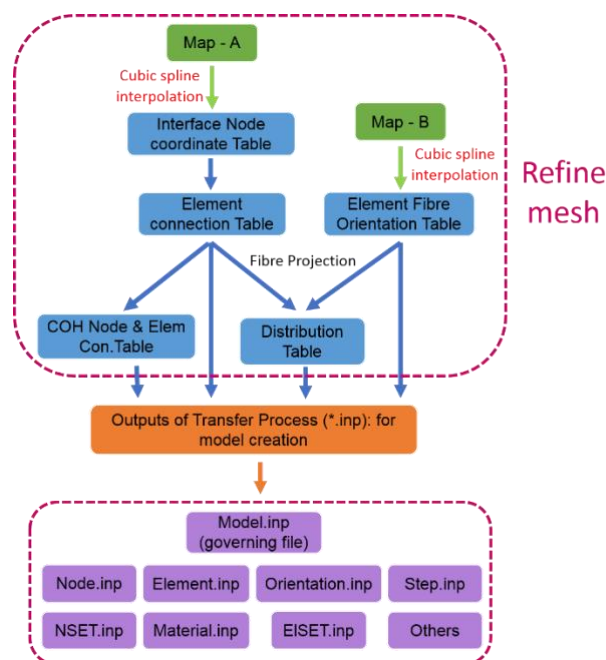 Map - A
Cubic spline
interpolation
Interface Node
coordinate Table
Map - B
Cubic spline
interpolation
Refine
mesh
Element
connection Table
Element Fibre
Orientation Table
Fibre Projection
COH Node & Elem
Con.Table
Distribution
Table
Outputs of Transfer Process (*.inp): for
model creation
Model.inp
(governing file)
Node.inp
Element.inp
Orientation.inp
Step.inp
NSET.inp
Material.inp
ElSET.inp
Others